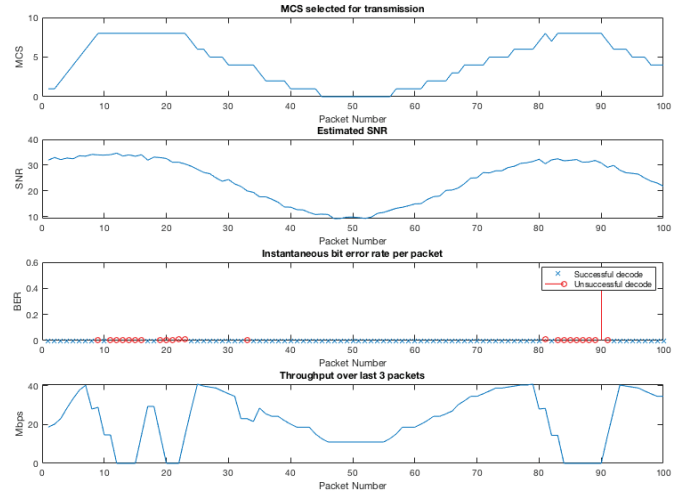 MCS selected for transmission
10
5
0
MCS
0 10 20 30 40 50 60 70 80 90 100
Packet Number
Estimated SNR
40
30
20
10
SNR
0 10 20 30 40 50 60 70 80 90 100
Packet Number
Instantaneous bit error rate per packet
0.6
0.4
0.2
0
BER
Successful decode
Unsuccessful decode
0 10 20 30 40 50 60 70 80 90 100
Packet Number
Throughput over last 3 packets
40
20
0
Mbps
0 10 20 30 40 50 60 70 80 90 100
Packet Number